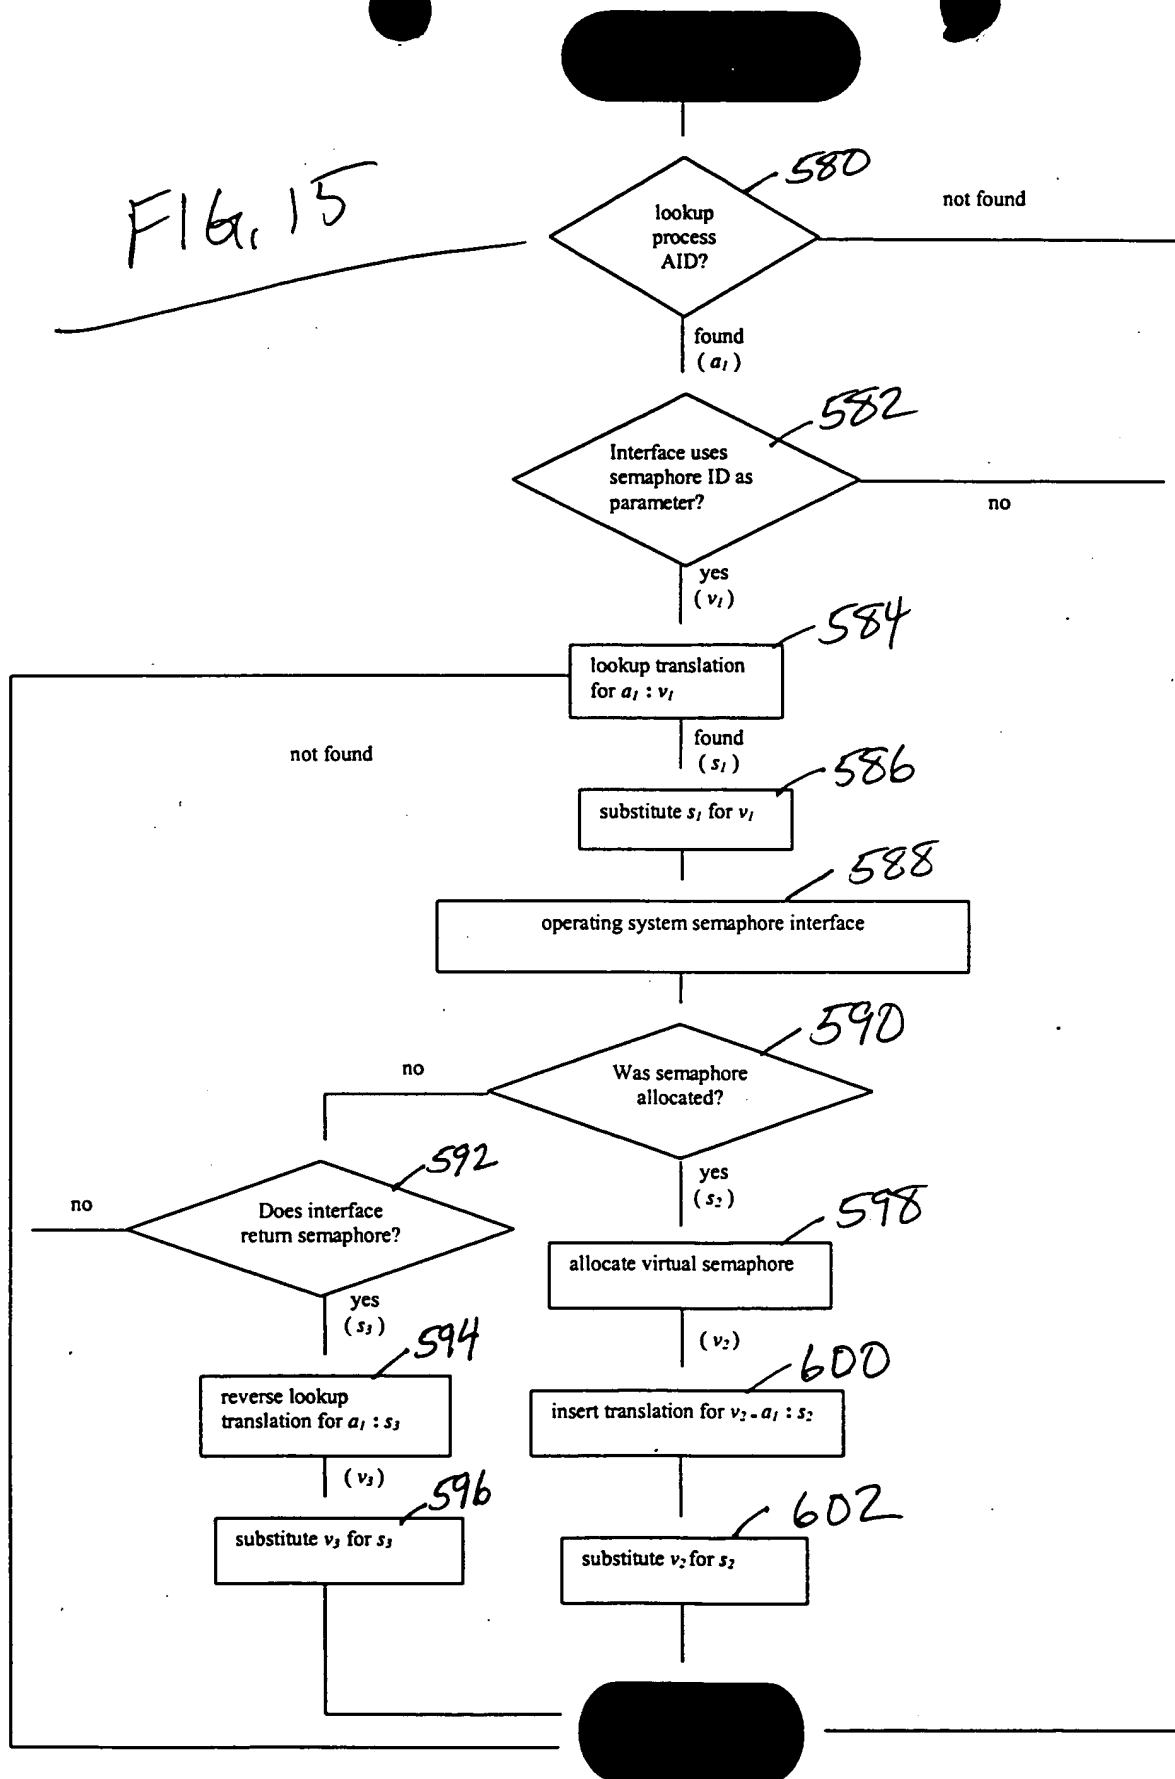 FIG. 15
580
lookup
process
AID?
not found
found
( a₁ )
582
Interface uses
semaphore ID as
parameter?
no
yes
( v₁ )
584
lookup translation
for a₁ : v₁
not found
found
( s₁ )
586
substitute s₁ for v₁
588
operating system semaphore interface
590
Was semaphore
allocated?
no
592
Does interface
return semaphore?
no
yes
( s₂ )
598
allocate virtual semaphore
yes
( s₃ )
594
reverse lookup
translation for a₁ : s₃
( v₂ )
600
insert translation for v₂ - a₁ : s₂
( v₃ )
596
substitute v₃ for s₃
602
substitute v₂ for s₂